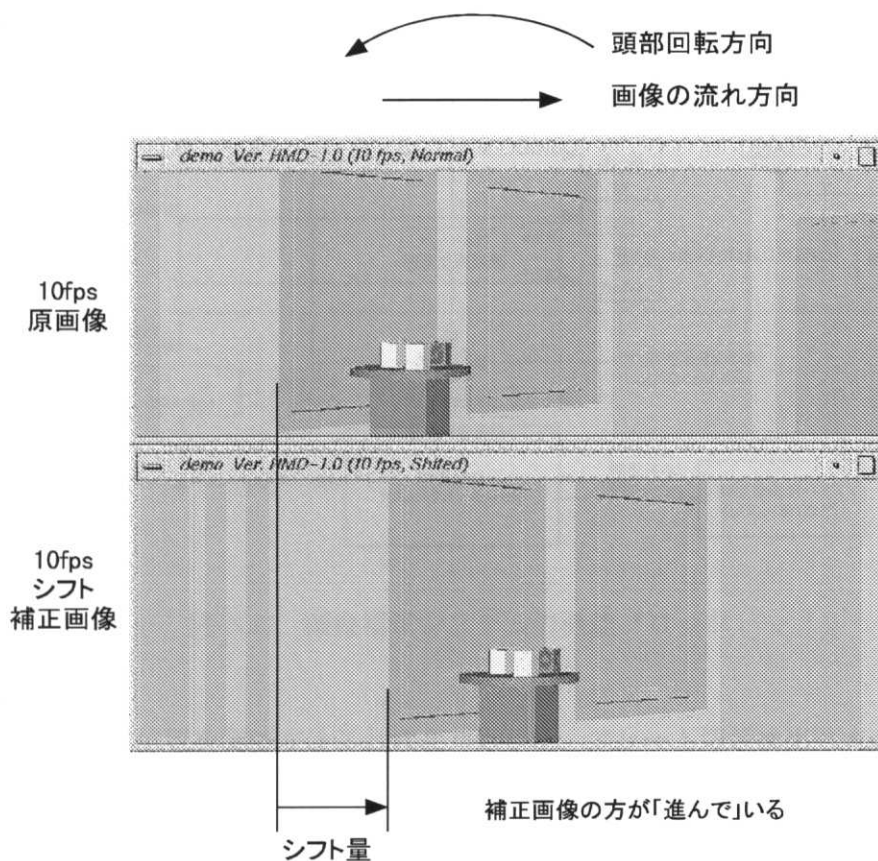 頭部回転方向
画像の流れ方向
demo Ver. HMD-1.0 (10 fps, Normal)
10fps
原画像
demo Ver. HMD-1.0 (10 fps, Shifted)
10fps
シフト
補正画像
補正画像の方が「進んで」いる
シフト量